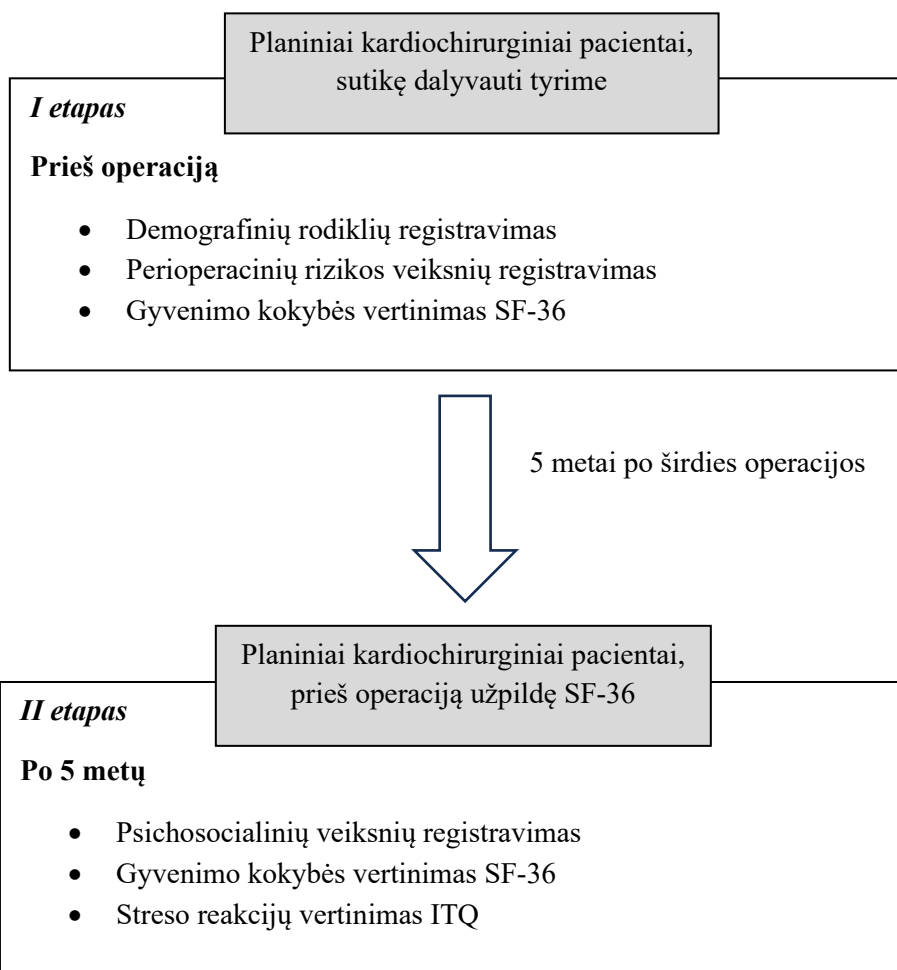 Planiniai kardiochirurginiai pacientai,
sutikę dalyvauti tyrime
I etapas
Prieš operaciją
• Demografinių rodiklių registravimas
• Perioperacinių rizikos veiksnių registravimas
• Gyvenimo kokybės vertinimas SF-36
5 metai po širdies operacijos
Planiniai kardiochirurginiai pacientai,
prieš operaciją užpildę SF-36
II etapas
Po 5 metų
• Psichosocialinių veiksnių registravimas
• Gyvenimo kokybės vertinimas SF-36
• Streso reakcijų vertinimas ITQ